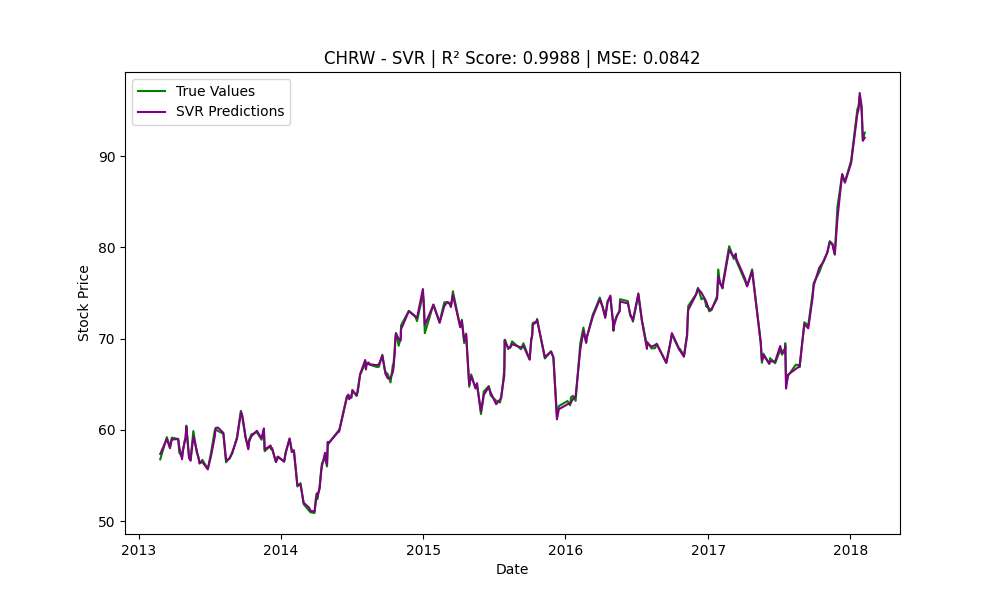 CHRW - SVR | R² Score: 0.9988 | MSE: 0.0842
True Values
SVR Predictions
Stock Price
90
80
70
60
50
2013
2014
2015
2016
2017
2018
Date